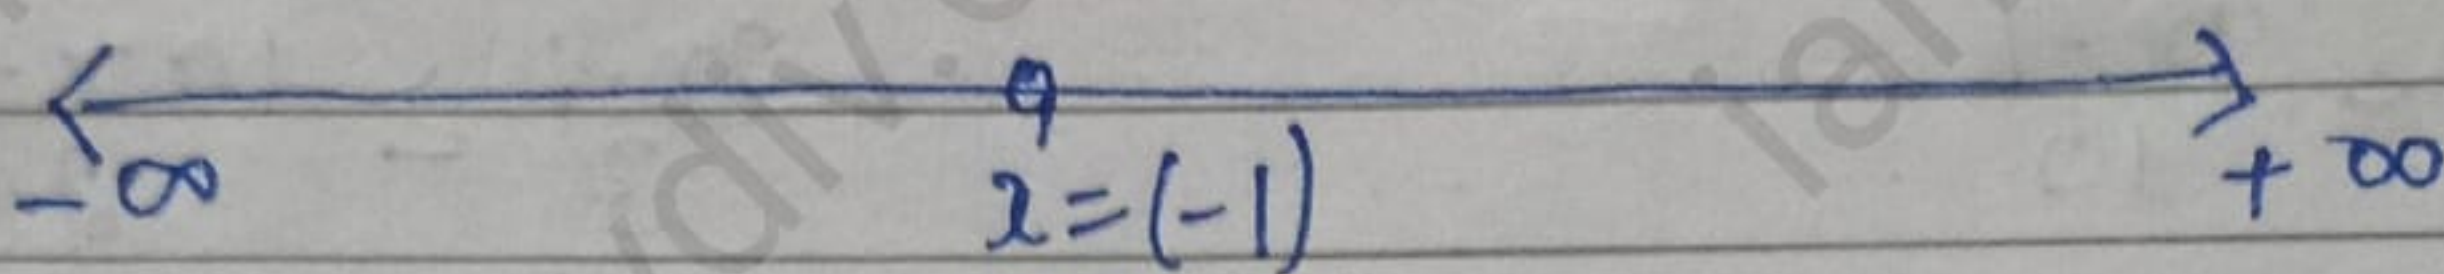 -∞ x = (-1) + ∞